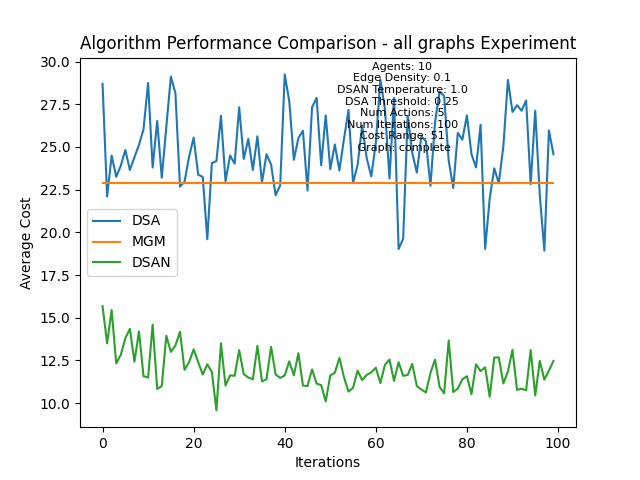 Algorithm Performance Comparison - all graphs Experiment
Agents: 10
Edge Density: 0.1
DSAN Temperature: 1.0
DSA Threshold: 0.25
Num Actions: 5
Num Iterations: 100
Cost Range: 51
Graph: complete
30.0
27.5
25.0
22.5
20.0
17.5
15.0
12.5
10.0
Average Cost
DSA
MGM
DSAN
0 20 40 60 80 100
Iterations